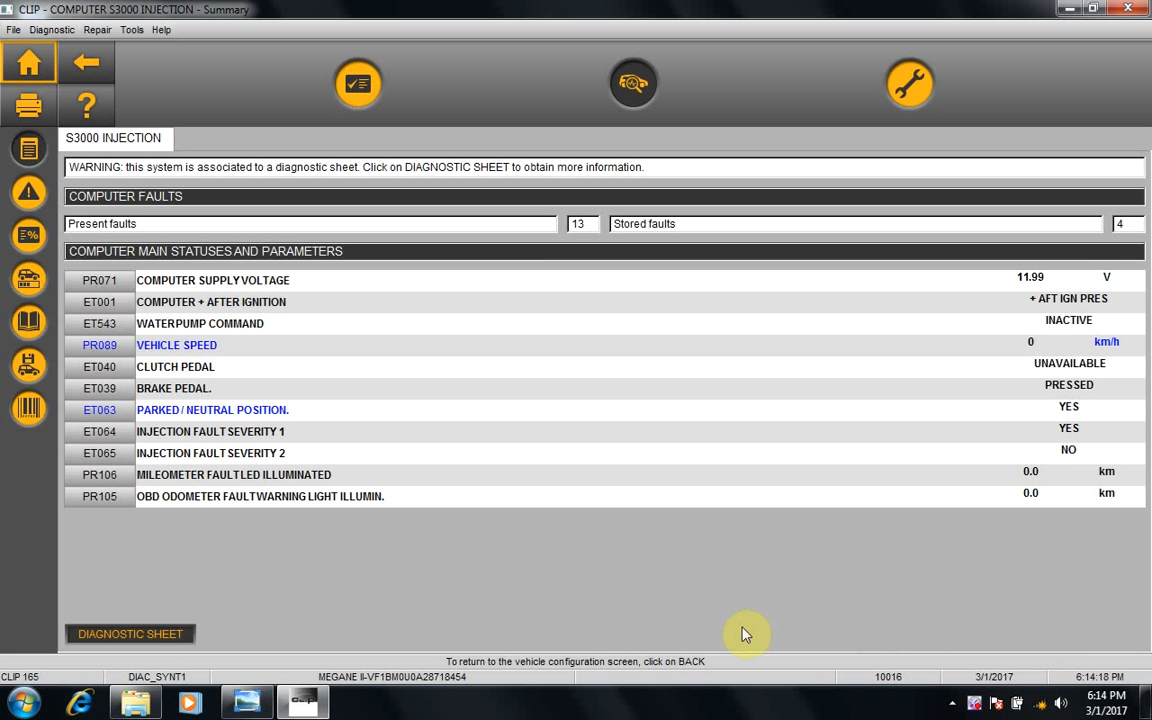 CLIP - COMPUTER S3000 INJECTION - Summary
File Diagnostic Repair Tools Help
S3000 INJECTION
WARNING: this system is associated to a diagnostic sheet. Click on DIAGNOSTIC SHEET to obtain more information.
COMPUTER FAULTS
Present faults 13 Stored faults 4
COMPUTER MAIN STATUSES AND PARAMETERS
PR071 COMPUTER SUPPLY VOLTAGE 11.99 V
ET001 COMPUTER + AFTER IGNITION + AFT IGN PRES
ET543 WATERPUMP COMMAND INACTIVE
PR089 VEHICLE SPEED 0 km/h
ET040 CLUTCH PEDAL UNAVAILABLE
ET039 BRAKE PEDAL. PRESSED
ET063 PARKED / NEUTRAL POSITION. YES
ET064 INJECTION FAULT SEVERITY 1 YES
ET065 INJECTION FAULT SEVERITY 2 NO
PR106 MILEOMETER FAULT LED ILLUMINATED 0.0 km
PR105 OBD ODOMETER FAULT WARNING LIGHT ILLUMIN. 0.0 km
DIAGNOSTIC SHEET
To return to the vehicle configuration screen, click on BACK
CLIP 165 DIAC_SYNT1 MEGANE II-VF1BM0U0A28718454 10016 3/1/2017 6:14:18 PM
CLIP
6:14 PM
3/1/2017